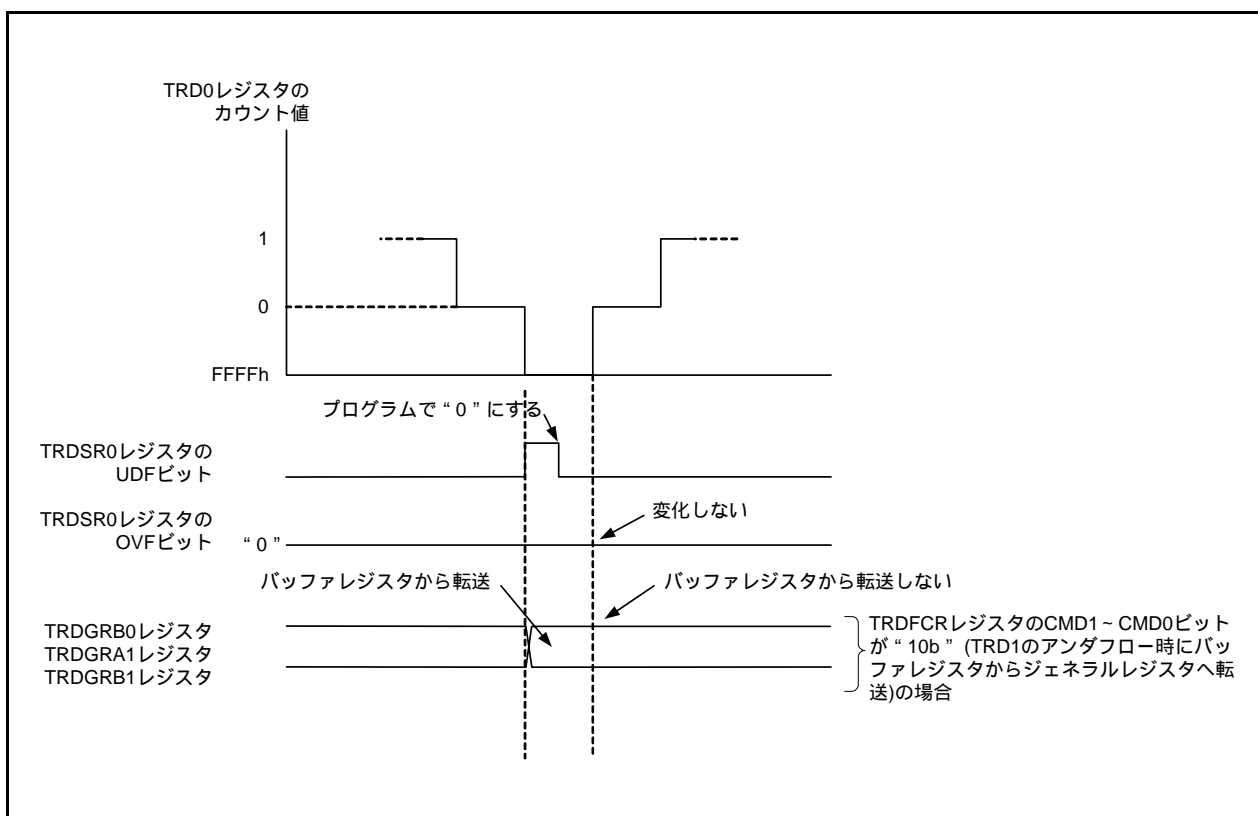 TRD0レジスタの
カウント値
1
0
FFFFh
プログラムで“0”にする
TRDSR0レジスタの
UDFビット
変化しない
TRDSR0レジスタの
OVFビット “0”
バッファレジスタから転送
バッファレジスタから転送しない
TRDGRB0レジスタ
TRDGRA1レジスタ
TRDGRB1レジスタ
TRDFCRレジスタのCMD1~CMD0ビット
が“10b”(TRD1のアンダフロー時にバッ
ファレジスタからジェネラルレジスタへ転
送)の場合